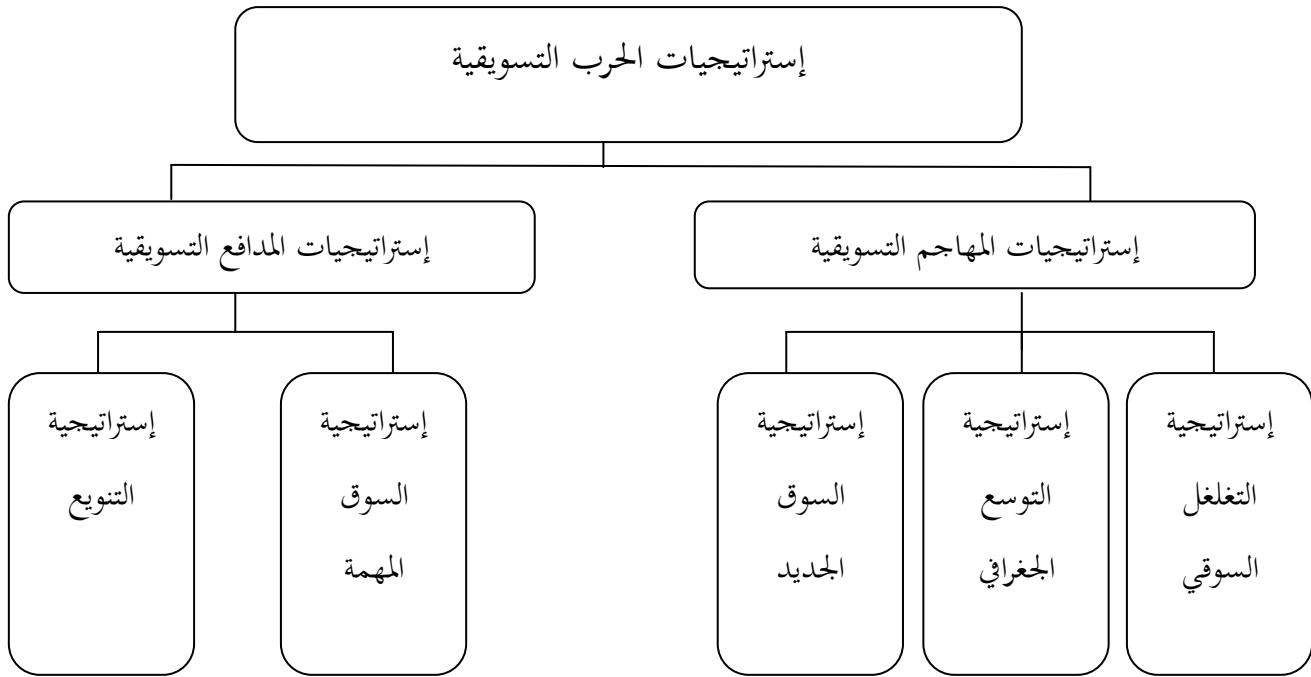 إستراتيجيات الحرب التسويقية
إستراتيجيات المهاجم التسويقية
إستراتيجيات المدافع التسويقية
إستراتيجية
التغلغل
السوقي
إستراتيجية
التوسع
الجغرافي
إستراتيجية
السوق
الجديد
إستراتيجية
السوق
المهمة
إستراتيجية
التنويع